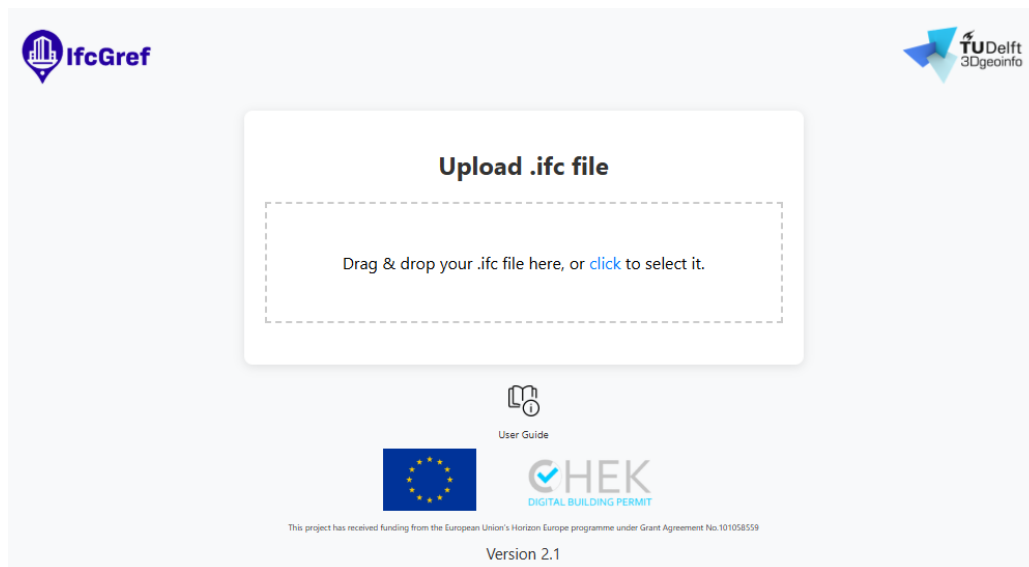 IfcGref
TUDelft
3Dgeoinfo
Upload .ifc file
Drag & drop your .ifc file here, or click to select it.
User Guide
CHEK
DIGITAL BUILDING PERMIT
This project has received funding from the European Union's Horizon Europe programme under Grant Agreement No.101058559
Version 2.1